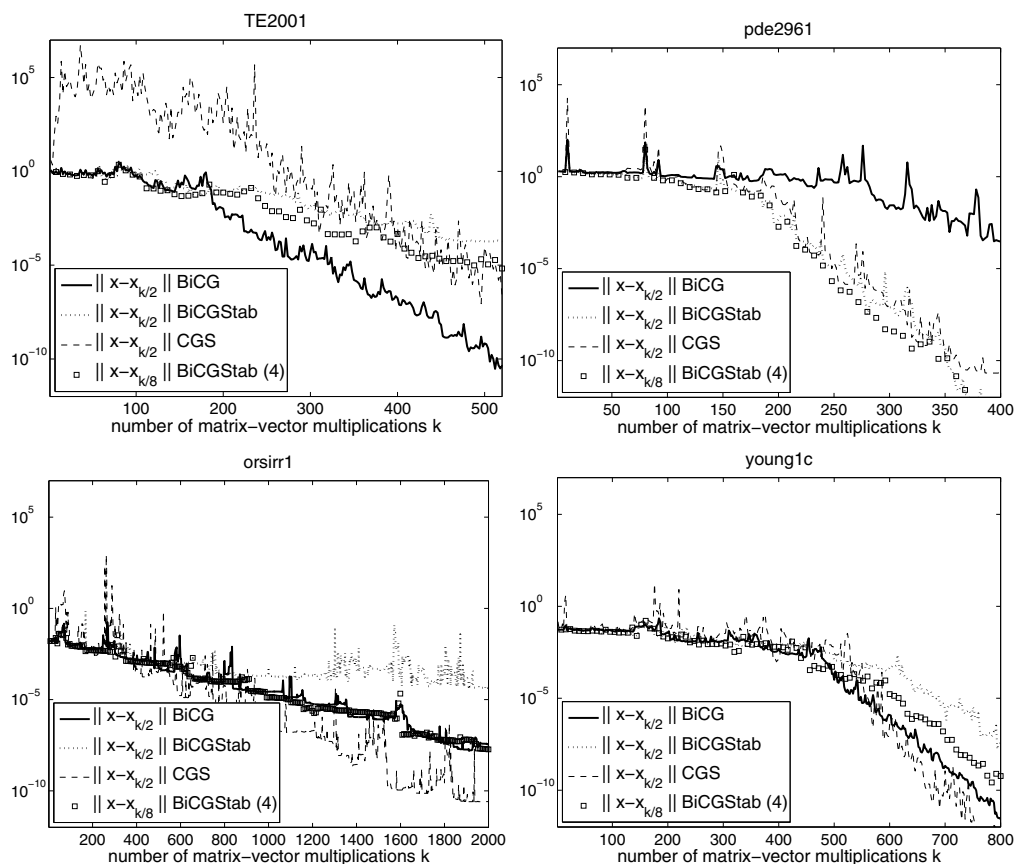 TE2001
10^5
10^0
10^-5
10^-10
|| x-x_k/2 || BiCG
|| x-x_k/2 || BiCGStab
|| x-x_k/2 || CGS
|| x-x_k/8 || BiCGStab (4)
100 200 300 400 500
number of matrix-vector multiplications k
pde2961
10^5
10^0
10^-5
10^-10
|| x-x_k/2 || BiCG
|| x-x_k/2 || BiCGStab
|| x-x_k/2 || CGS
|| x-x_k/8 || BiCGStab (4)
50 100 150 200 250 300 350 400
number of matrix-vector multiplications k
orsirr1
10^5
10^0
10^-5
10^-10
|| x-x_k/2 || BiCG
|| x-x_k/2 || BiCGStab
|| x-x_k/2 || CGS
|| x-x_k/8 || BiCGStab (4)
200 400 600 800 1000 1200 1400 1600 1800 2000
number of matrix-vector multiplications k
young1c
10^5
10^0
10^-5
10^-10
|| x-x_k/2 || BiCG
|| x-x_k/2 || BiCGStab
|| x-x_k/2 || CGS
|| x-x_k/8 || BiCGStab (4)
100 200 300 400 500 600 700 800
number of matrix-vector multiplications k